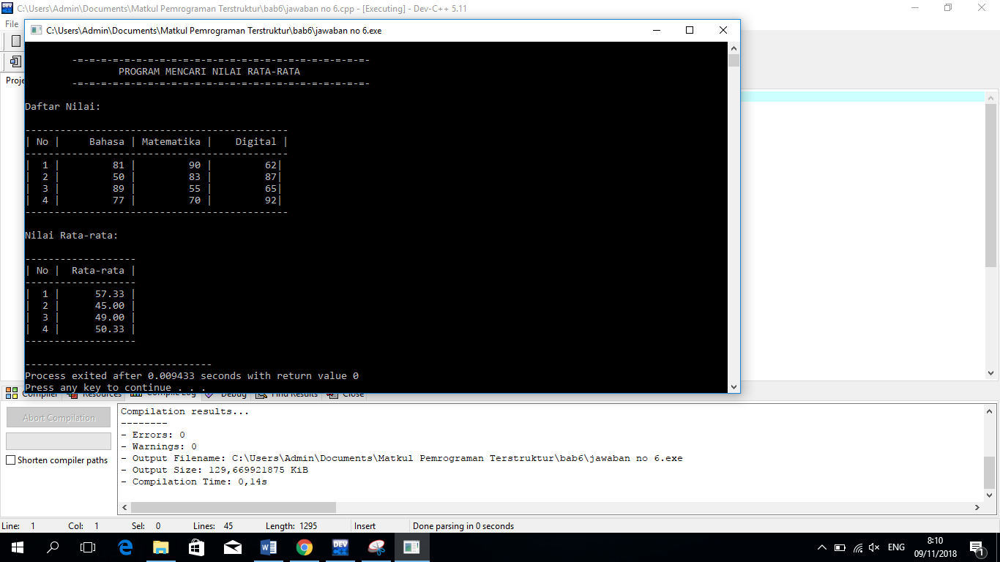 C:\Users\Admin\Documents\Matkul Pemrograman Terstruktur\bab6\jawaban no 6.cpp - [Executing] - Dev-C++ 5.11
File
C:\Users\Admin\Documents\Matkul Pemrograman Terstruktur\bab6\jawaban no 6.exe
Proje
-=-=-=-=-=-=-=-=-=-=-=-=-=-=-=-=-=-=-=-=-=-=-=-=-=-
PROGRAM MENCARI NILAI RATA-RATA
-=-=-=-=-=-=-=-=-=-=-=-=-=-=-=-=-=-=-=-=-=-=-=-=-=-
Daftar Nilai:
---------------------------------------------
| No |     Bahasa | Matematika |    Digital |
---------------------------------------------
|  1 |         81 |         90 |         62|
|  2 |         50 |         83 |         87|
|  3 |         89 |         55 |         65|
|  4 |         77 |         70 |         92|
---------------------------------------------
Nilai Rata-rata:
-------------------
| No |  Rata-rata |
-------------------
|  1 |      57.33 |
|  2 |      45.00 |
|  3 |      49.00 |
|  4 |      50.33 |
-------------------
--------------------------------
Process exited after 0.009433 seconds with return value 0
Press any key to continue . . .
Compiler Resources Compile Log Debug Find Results Close
Abort Compilation
Shorten compiler paths
Compilation results...
--------
- Errors: 0
- Warnings: 0
- Output Filename: C:\Users\Admin\Documents\Matkul Pemrograman Terstruktur\bab6\jawaban no 6.exe
- Output Size: 129,669921875 KiB
- Compilation Time: 0,14s
Line: 1 Col: 1 Sel: 0 Lines: 45 Length: 1295 Insert Done parsing in 0 seconds
DEV
ENG
8:10
09/11/2018
1